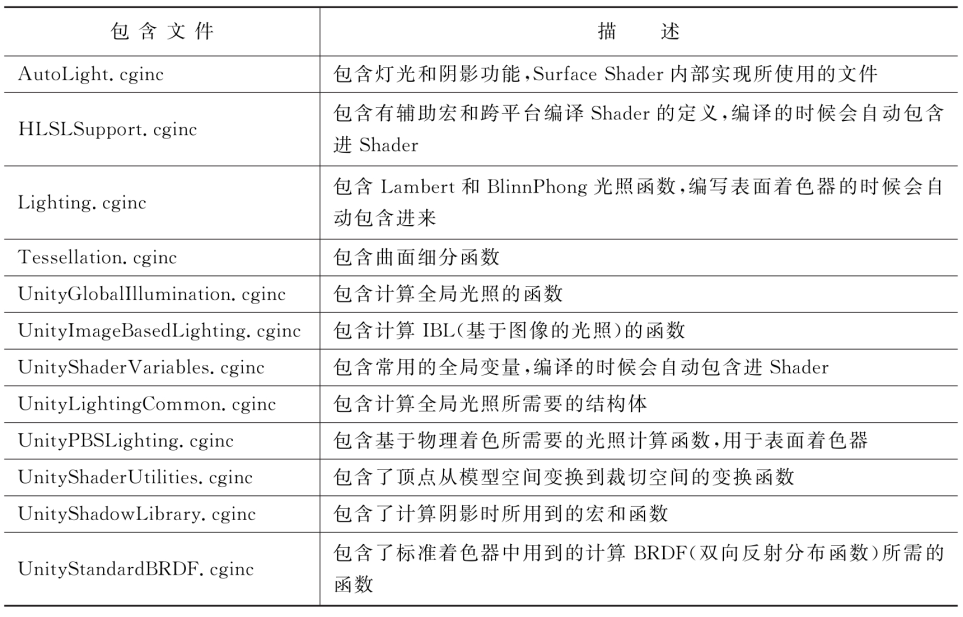 包含文件 描述
AutoLight.cginc 包含灯光和阴影功能,Surface Shader 内部实现所使用的文件
HLSLSupport.cginc 包含有辅助宏和跨平台编译 Shader 的定义,编译的时候会自动包含
进 Shader
Lighting.cginc 包含 Lambert 和 BlinnPhong 光照函数,编写表面着色器的时候会自
动包含进来
Tessellation.cginc 包含曲面细分函数
UnityGlobalIllumination.cginc 包含计算全局光照的函数
UnityImageBasedLighting.cginc 包含计算 IBL(基于图像的光照)的函数
UnityShaderVariables.cginc 包含常用的全局变量,编译的时候会自动包含进 Shader
UnityLightingCommon.cginc 包含计算全局光照所需要的结构体
UnityPBSLighting.cginc 包含基于物理着色所需要的光照计算函数,用于表面着色器
UnityShaderUtilities.cginc 包含了顶点从模型空间变换到裁切空间的变换函数
UnityShadowLibrary.cginc 包含了计算阴影时所用到的宏和函数
UnityStandardBRDF.cginc 包含了标准着色器中用到的计算 BRDF(双向反射分布函数)所需的
函数